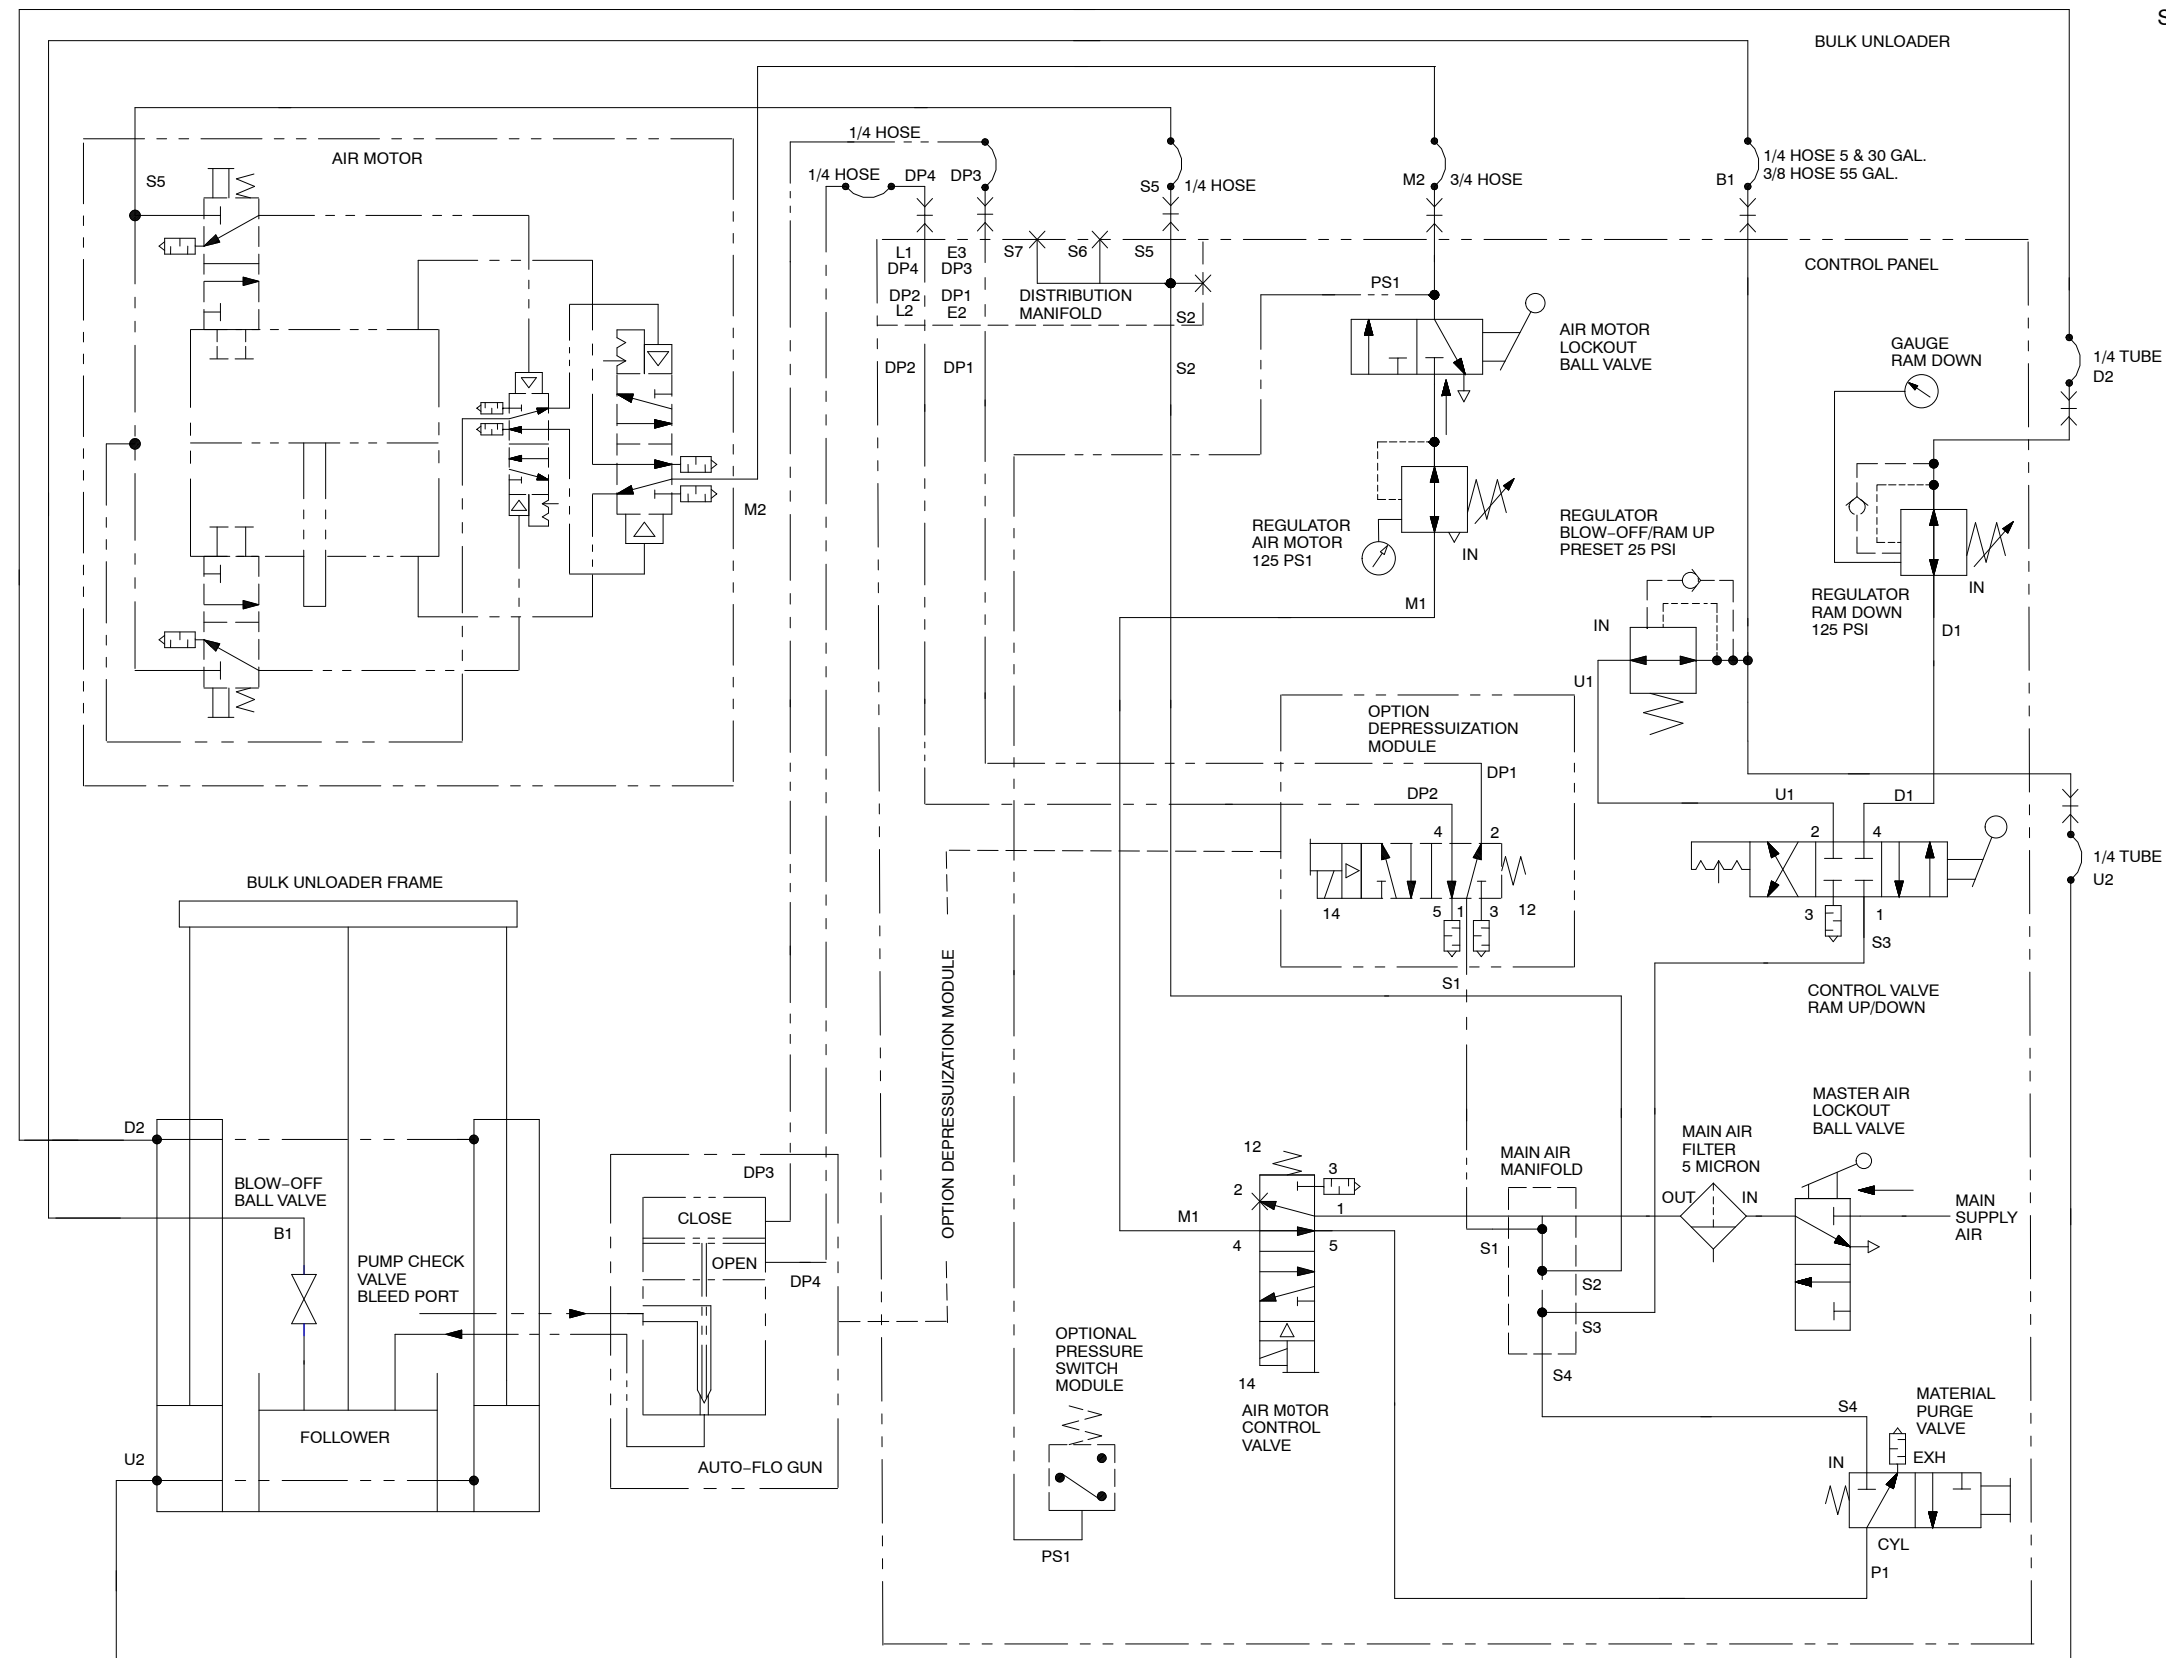 S
BULK UNLOADER
AIR MOTOR
S5
M2
1/4 HOSE
1/4 HOSE
DP4
DP3
S5
1/4 HOSE
M2
3/4 HOSE
B1
1/4 HOSE 5 & 30 GAL.
3/8 HOSE 55 GAL.
L1
DP4
DP2
L2
E3
DP3
DP1
E2
S7
S6
S5
DISTRIBUTION
MANIFOLD
S2
DP2
DP1
S2
CONTROL PANEL
PS1
AIR MOTOR
LOCKOUT
BALL VALVE
GAUGE
RAM DOWN
1/4 TUBE
D2
REGULATOR
AIR MOTOR
125 PS1
IN
M1
REGULATOR
BLOW-OFF/RAM UP
PRESET 25 PSI
IN
U1
REGULATOR
RAM DOWN
125 PSI
IN
D1
OPTION
DEPRESSUIZATION
MODULE
DP1
DP2
4
2
14
5
1
3
12
S1
U1
D1
2
4
3
1
S3
CONTROL VALVE
RAM UP/DOWN
1/4 TUBE
U2
BULK UNLOADER FRAME
D2
BLOW-OFF
BALL VALVE
B1
PUMP CHECK
VALVE
BLEED PORT
FOLLOWER
U2
DP3
CLOSE
OPEN
DP4
AUTO-FLO GUN
OPTION DEPRESSUIZATION MODULE
OPTIONAL
PRESSURE
SWITCH
MODULE
PS1
12
3
2
1
M1
4
5
14
AIR M0TOR
CONTROL
VALVE
MAIN AIR
MANIFOLD
S1
S2
S3
S4
MAIN AIR
FILTER
5 MICRON
OUT
IN
MASTER AIR
LOCKOUT
BALL VALVE
MAIN
SUPPLY
AIR
S4
MATERIAL
PURGE
VALVE
IN
EXH
CYL
P1